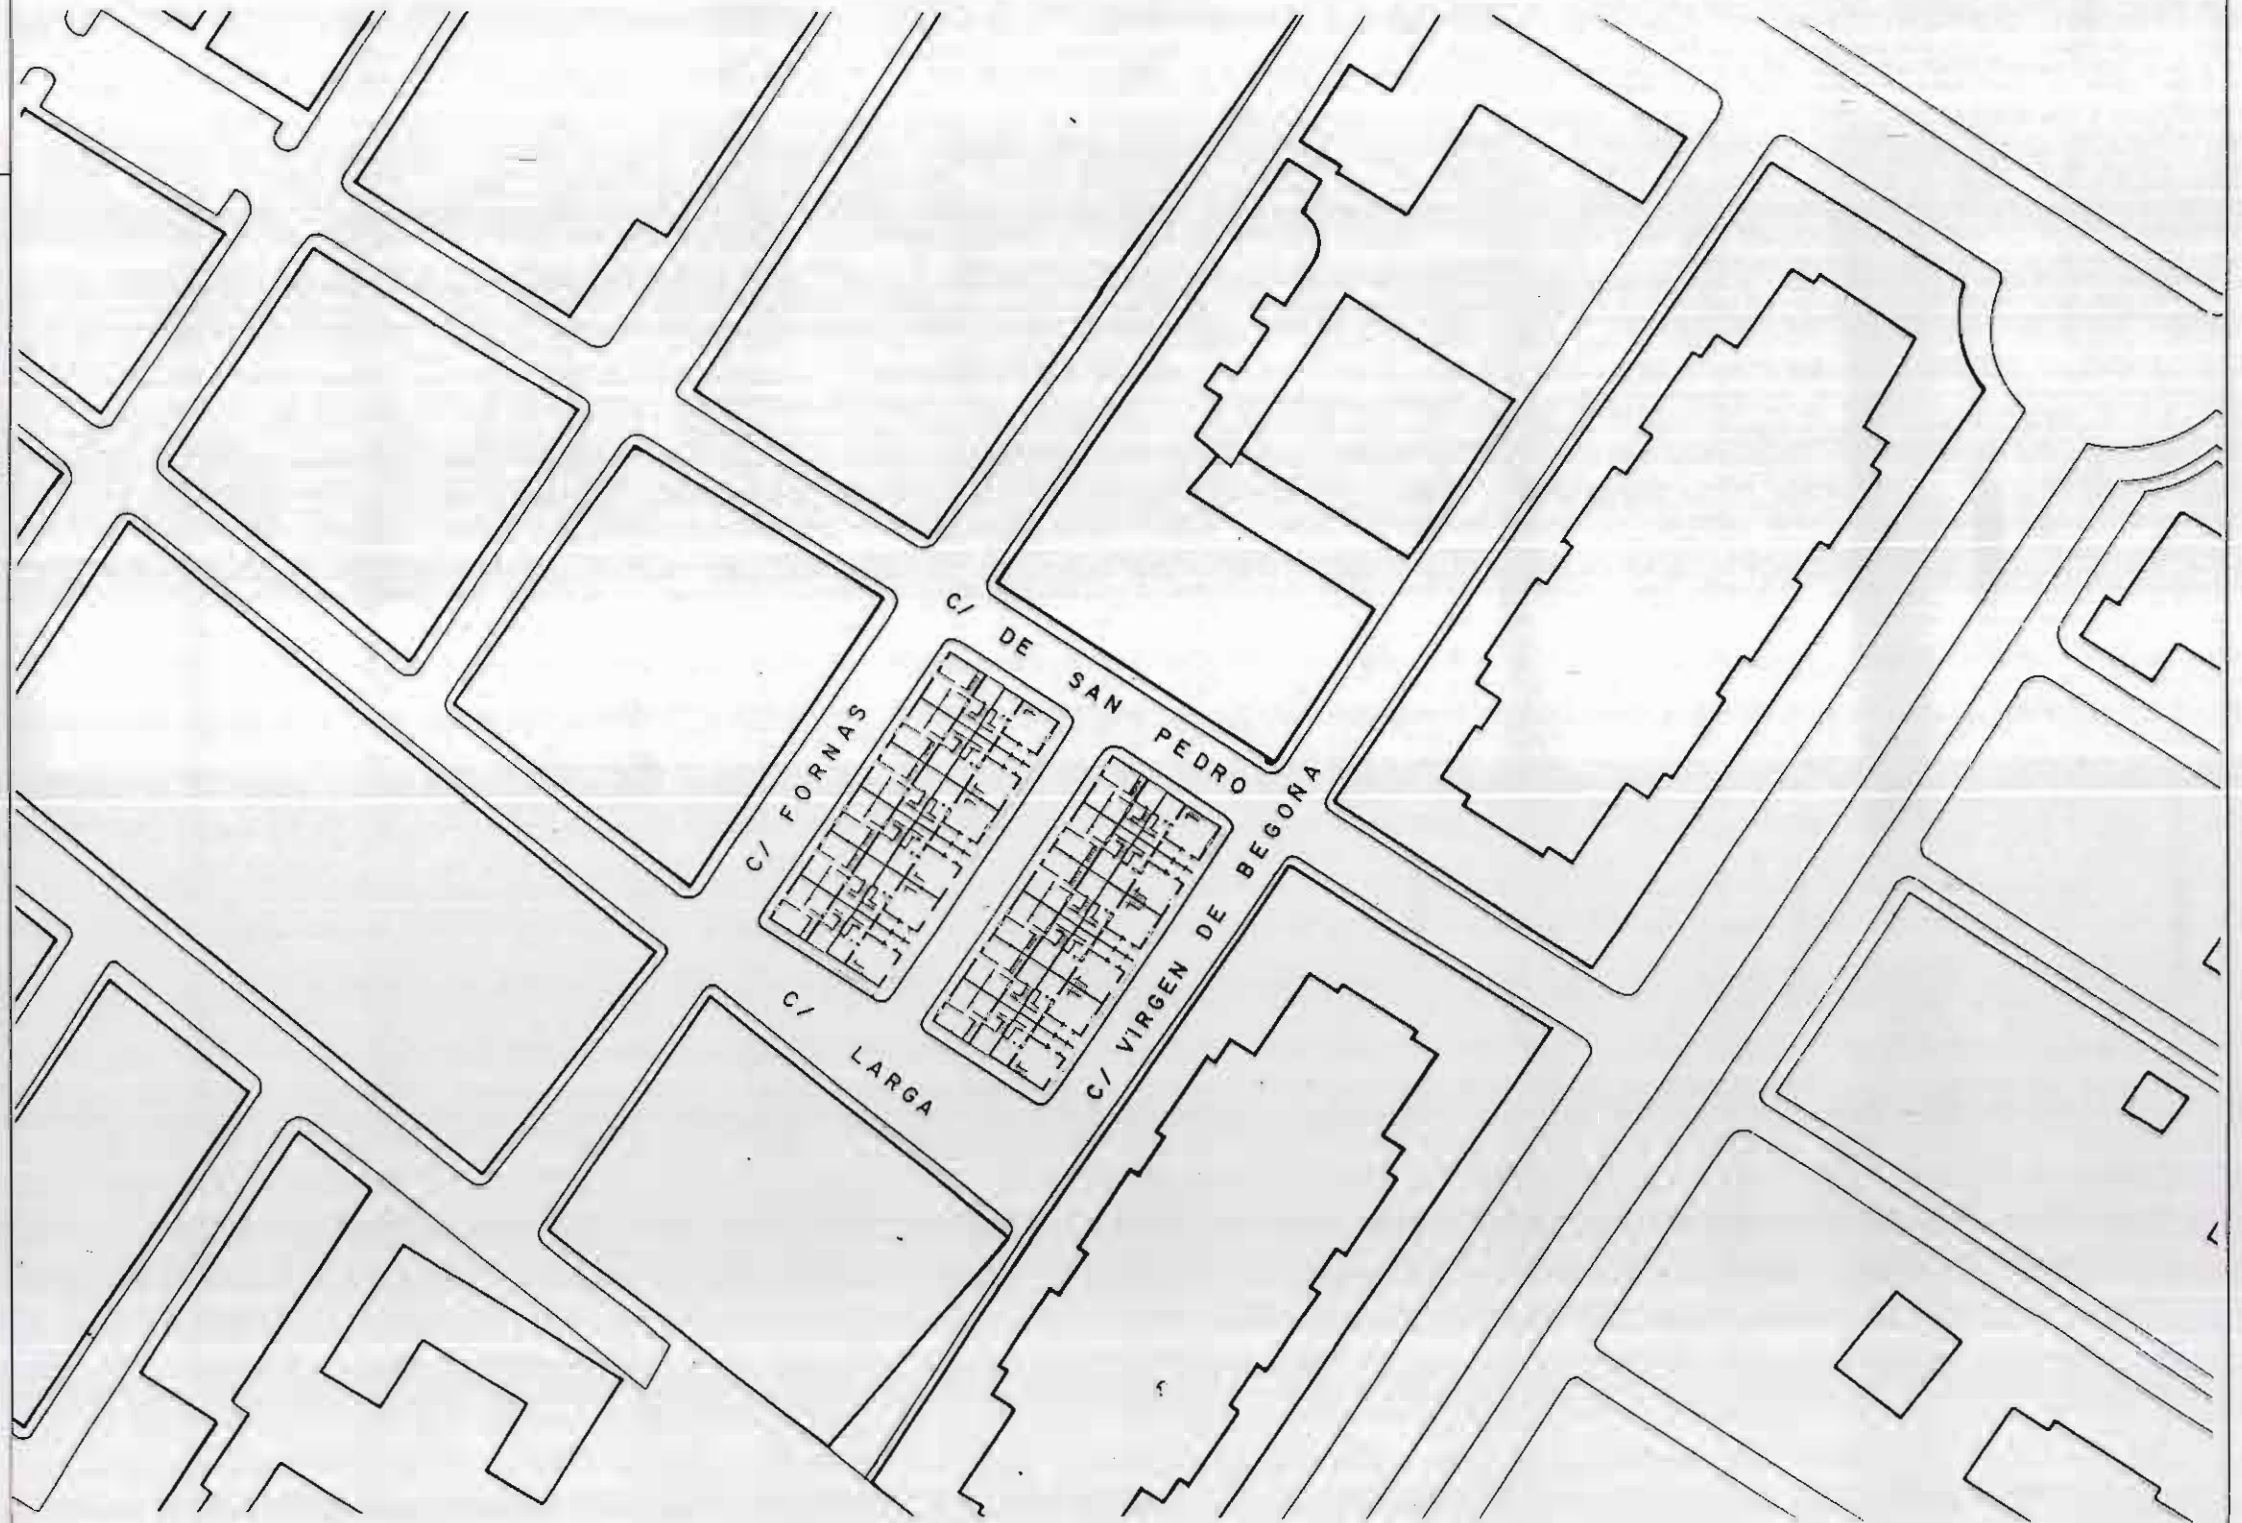 C/ DE SAN PEDRO
C/ FORNAS
C/ VIRGEN DE BEGOÑA
C/ LARGA